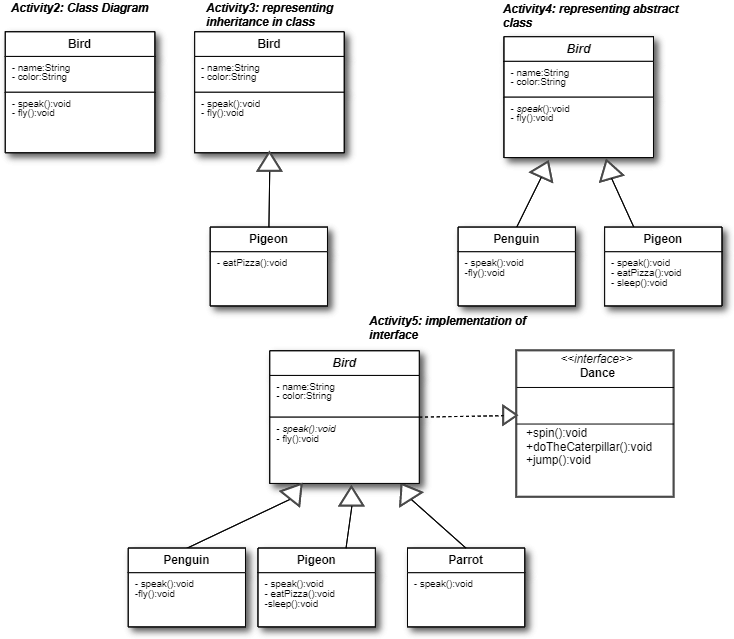 Activity2: Class Diagram
Bird
- name:String
- color:String
- speak():void
- fly():void
Activity3: representing
inheritance in class
Bird
- name:String
- color:String
- speak():void
- fly():void
Pigeon
- eatPizza():void
Activity4: representing abstract
class
Bird
- name:String
- color:String
- speak():void
- fly():void
Penguin
- speak():void
-fly():void
Pigeon
- speak():void
- eatPizza():void
- sleep():void
Activity5: implementation of
interface
Bird
- name:String
- color:String
- speak():void
- fly():void
<<interface>>
Dance
+spin():void
+doTheCaterpillar():void
+jump():void
Penguin
- speak():void
-fly():void
Pigeon
- speak():void
- eatPizza():void
-sleep():void
Parrot
- speak():void